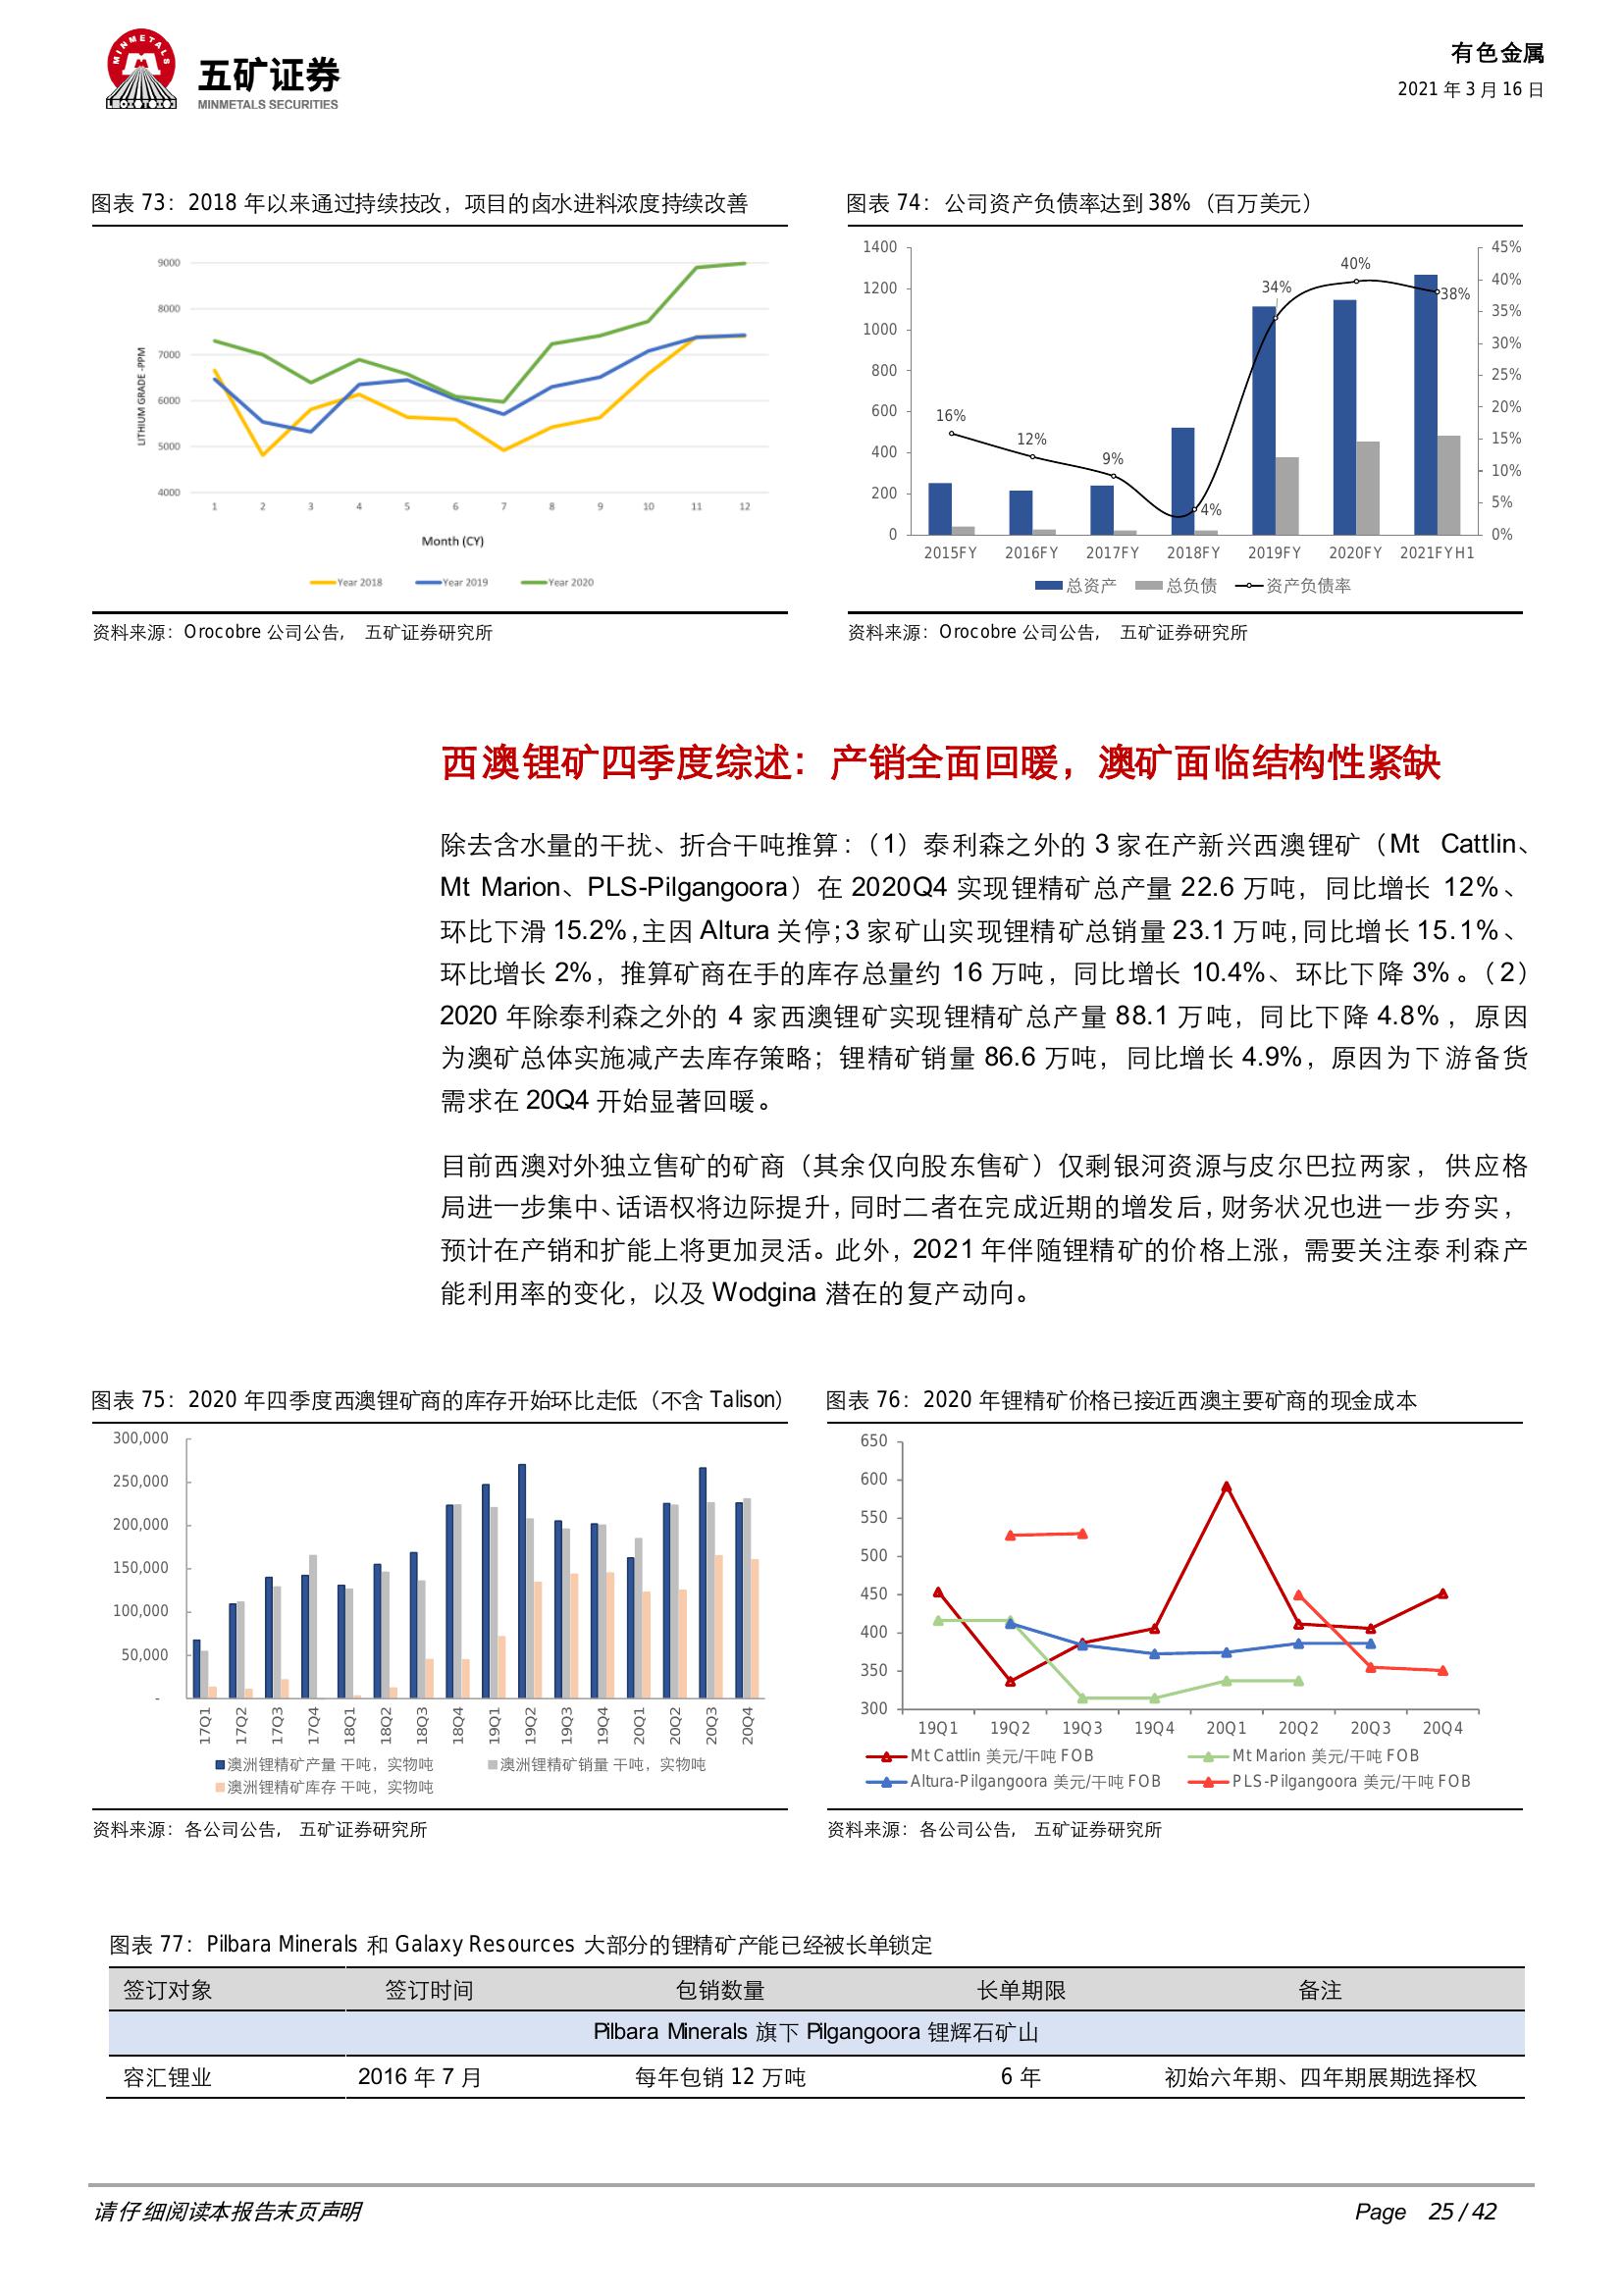 MINMETALS
五矿证券
MINMETALS SECURITIES
有色金属
2021 年 3 月 16 日
图表 73：2018 年以来通过持续技改，项目的卤水进料浓度持续改善
9000
8000
7000
6000
5000
4000
LITHIUM GRADE -PPM
1 2 3 4 5 6 7 8 9 10 11 12
Month (CY)
Year 2018 Year 2019 Year 2020
资料来源：Orocobre 公司公告， 五矿证券研究所
图表 74：公司资产负债率达到 38%（百万美元）
1400
1200
1000
800
600
400
200
0
45%
40%
35%
30%
25%
20%
15%
10%
5%
0%
16% 12% 9% 4% 34% 40% 38%
2015FY 2016FY 2017FY 2018FY 2019FY 2020FY 2021FYH1
总资产 总负债 资产负债率
资料来源：Orocobre 公司公告， 五矿证券研究所
西澳锂矿四季度综述：产销全面回暖，澳矿面临结构性紧缺
除去含水量的干扰、折合干吨推算：（1）泰利森之外的 3 家在产新兴西澳锂矿（Mt Cattlin、
Mt Marion、PLS-Pilgangoora）在 2020Q4 实现锂精矿总产量 22.6 万吨，同比增长 12%、
环比下滑 15.2%，主因 Altura 关停；3 家矿山实现锂精矿总销量 23.1 万吨，同比增长 15.1%、
环比增长 2%，推算矿商在手的库存总量约 16 万吨，同比增长 10.4%、环比下降 3%。（2）
2020 年除泰利森之外的 4 家西澳锂矿实现锂精矿总产量 88.1 万吨，同比下降 4.8%，原因
为澳矿总体实施减产去库存策略；锂精矿销量 86.6 万吨，同比增长 4.9%，原因为下游备货
需求在 20Q4 开始显著回暖。
目前西澳对外独立售矿的矿商（其余仅向股东售矿）仅剩银河资源与皮尔巴拉两家，供应格
局进一步集中、话语权将边际提升，同时二者在完成近期的增发后，财务状况也进一步夯实，
预计在产销和扩能上将更加灵活。此外，2021 年伴随锂精矿的价格上涨，需要关注泰利森产
能利用率的变化，以及 Wodgina 潜在的复产动向。
图表 75：2020 年四季度西澳锂矿商的库存开始环比走低（不含 Talison）
300,000
250,000
200,000
150,000
100,000
50,000
-
17Q1 17Q2 17Q3 17Q4 18Q1 18Q2 18Q3 18Q4 19Q1 19Q2 19Q3 19Q4 20Q1 20Q2 20Q3 20Q4
澳洲锂精矿产量 干吨，实物吨 澳洲锂精矿销量 干吨，实物吨
澳洲锂精矿库存 干吨，实物吨
资料来源：各公司公告， 五矿证券研究所
图表 76：2020 年锂精矿价格已接近西澳主要矿商的现金成本
650
600
550
500
450
400
350
300
19Q1 19Q2 19Q3 19Q4 20Q1 20Q2 20Q3 20Q4
Mt Cattlin 美元/干吨 FOB Mt Marion 美元/干吨 FOB
Altura-Pilgangoora 美元/干吨 FOB PLS-Pilgangoora 美元/干吨 FOB
资料来源：各公司公告， 五矿证券研究所
图表 77：Pilbara Minerals 和 Galaxy Resources 大部分的锂精矿产能已经被长单锁定
签订对象 签订时间 包销数量 长单期限 备注
Pilbara Minerals 旗下 Pilgangoora 锂辉石矿山
容汇锂业 2016 年 7 月 每年包销 12 万吨 6 年 初始六年期、四年期展期选择权
请仔细阅读本报告末页声明
Page 25 / 42